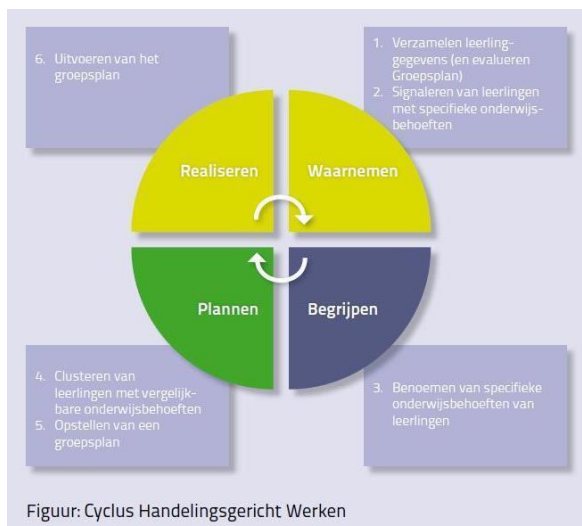 6. Uitvoeren van het
groepsplan
1. Verzamelen leerling-
gegevens (en evalueren
Groepsplan)
2. Signaleren van leerlingen
met specifieke onderwijs-
behoeften
Realiseren
Waarnemen
Plannen
Begrijpen
4. Clusteren van
leerlingen met vergelijk-
bare onderwijsbehoeften
5. Opstellen van een
groepsplan
3. Benoemen van specifieke
onderwijsbehoeften van
leerlingen
Figuur: Cyclus Handelingsgericht Werken